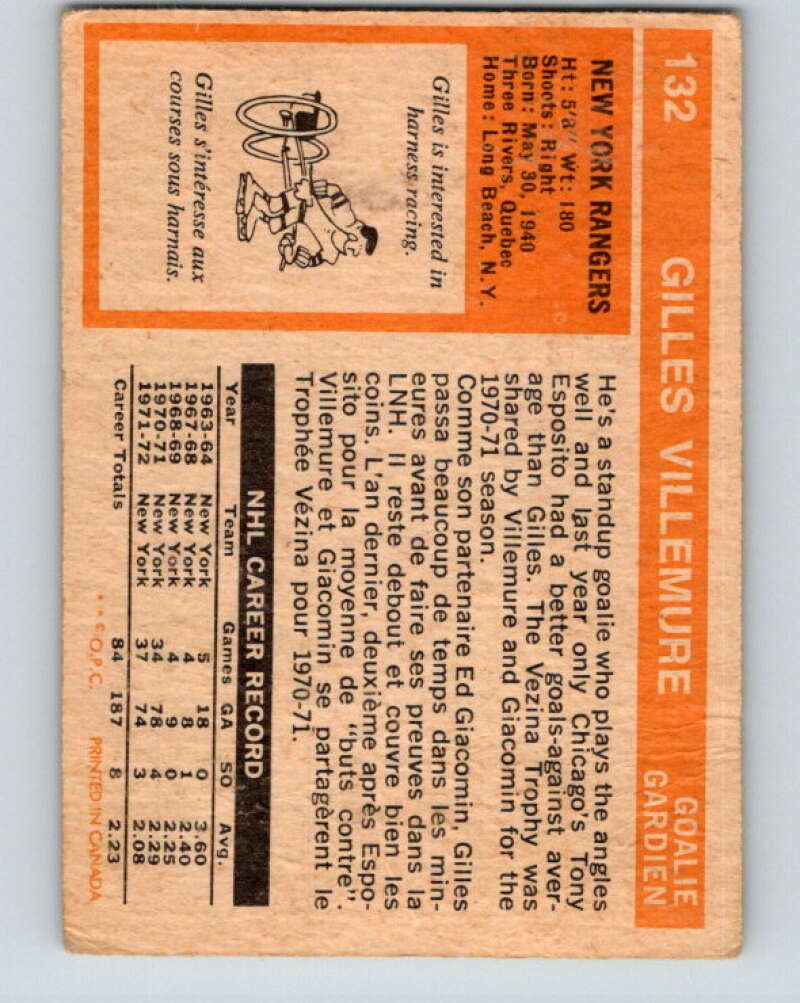 132 GILLES VILLEMURE GOALIE
GARDIEN
NEW YORK RANGERS
Ht: 5'8" Wt: 180
Shoots: Right
Born: May 30, 1940
Three Rivers, Quebec
Home: Long Beach, N.Y.
Gilles is interested in
harness racing.
Gilles s'intéresse aux
courses sous harnais.
He's a standup goalie who plays the angles
well and last year only Chicago's Tony
Esposito had a better goals-against aver-
age than Gilles. The Vezina Trophy was
shared by Villemure and Giacomin for the
1970-71 season.
Comme son partenaire Ed Giacomin, Gilles
passa beaucoup de temps dans les min-
eures avant de faire ses preuves dans la
LNH. Il reste debout et couvre bien les
coins. L'an dernier, deuxième après Espo-
sito pour la moyenne de "buts contre".
Villemure et Giacomin se partagèrent le
Trophée Vézina pour 1970-71.
NHL CAREER RECORD
Year Team Games GA SO Avg.
1963-64 New York 5 18 0 3.60
1967-68 New York 4 8 1 2.40
1968-69 New York 4 9 0 2.25
1970-71 New York 34 78 4 2.29
1971-72 New York 37 74 3 2.08
Career Totals 84 187 8 2.23
* * © O.P.C. PRINTED IN CANADA